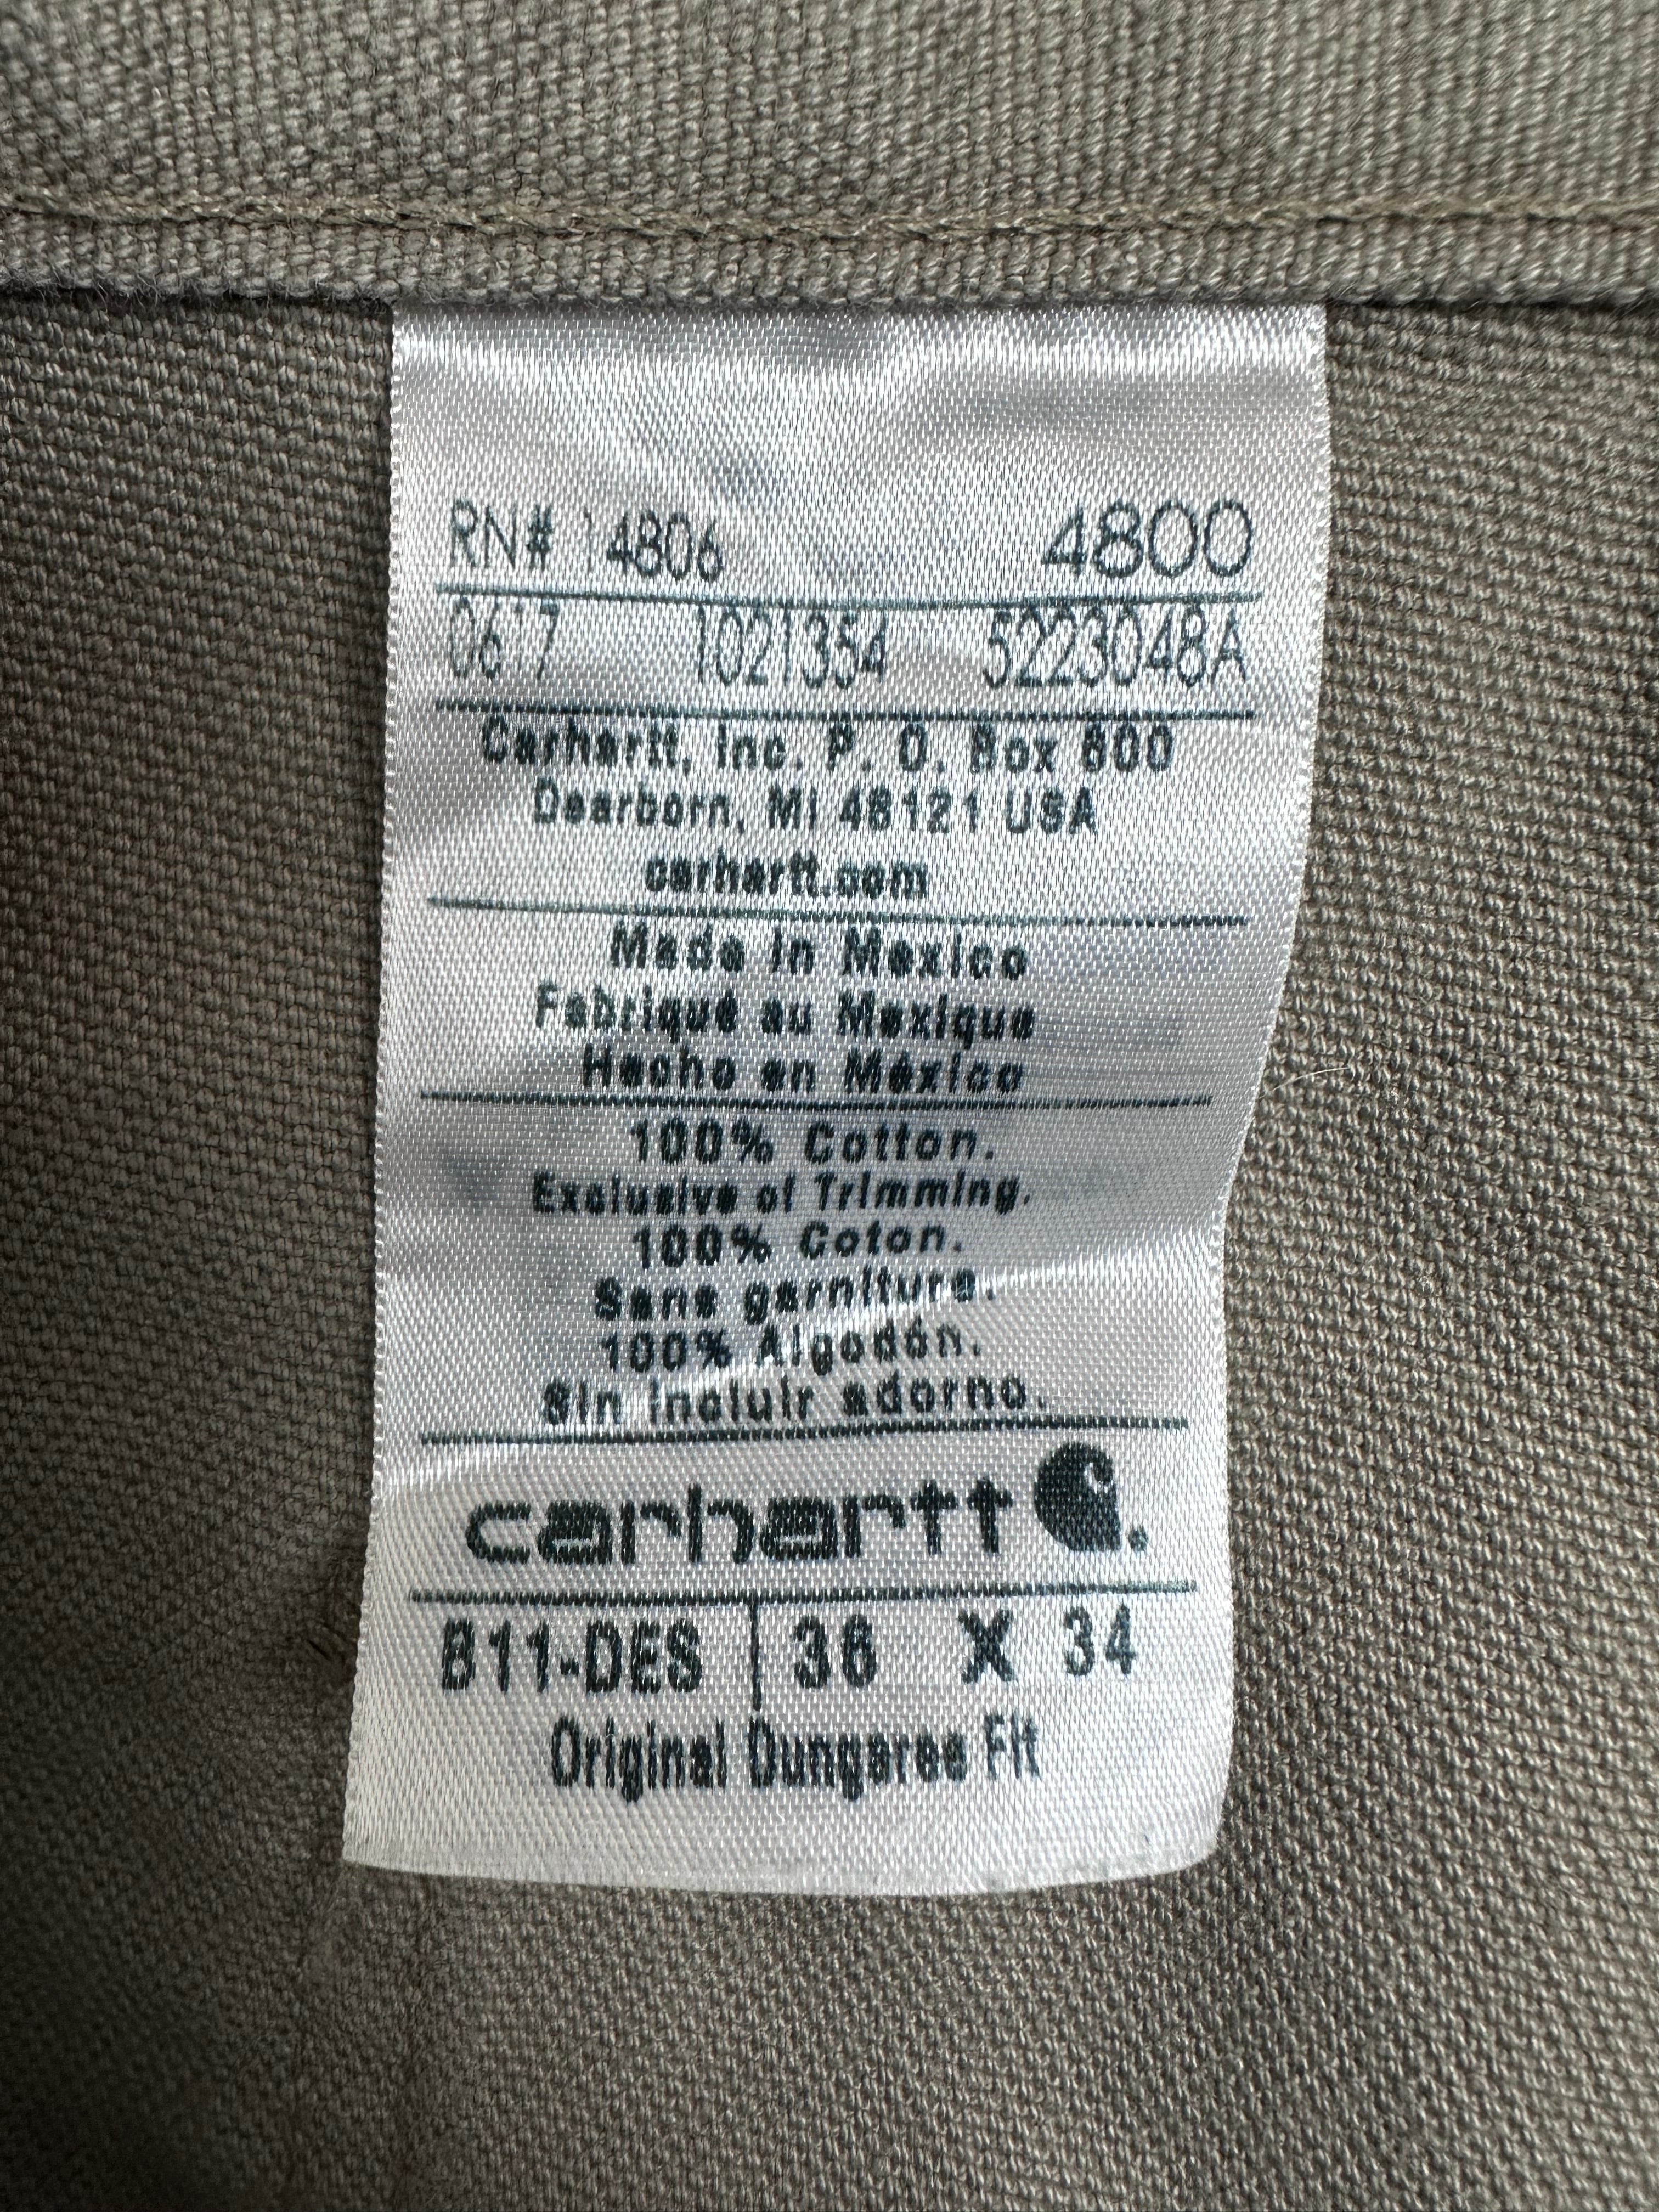 RN# 14806 4800
06 7 1021354 5223048A
Carhartt, Inc. P. O. Box 600
Dearborn, MI 48121 USA
carhartt.com
Made in Mexico
Fabriqué au Mexique
Hecho en México
100% Cotton.
Exclusive of Trimming.
100% Coton.
Sans garniture.
100% Algodón.
Sin incluir adorno.
carhartt
B11-DES 36 X 34
Original Dungaree Fit